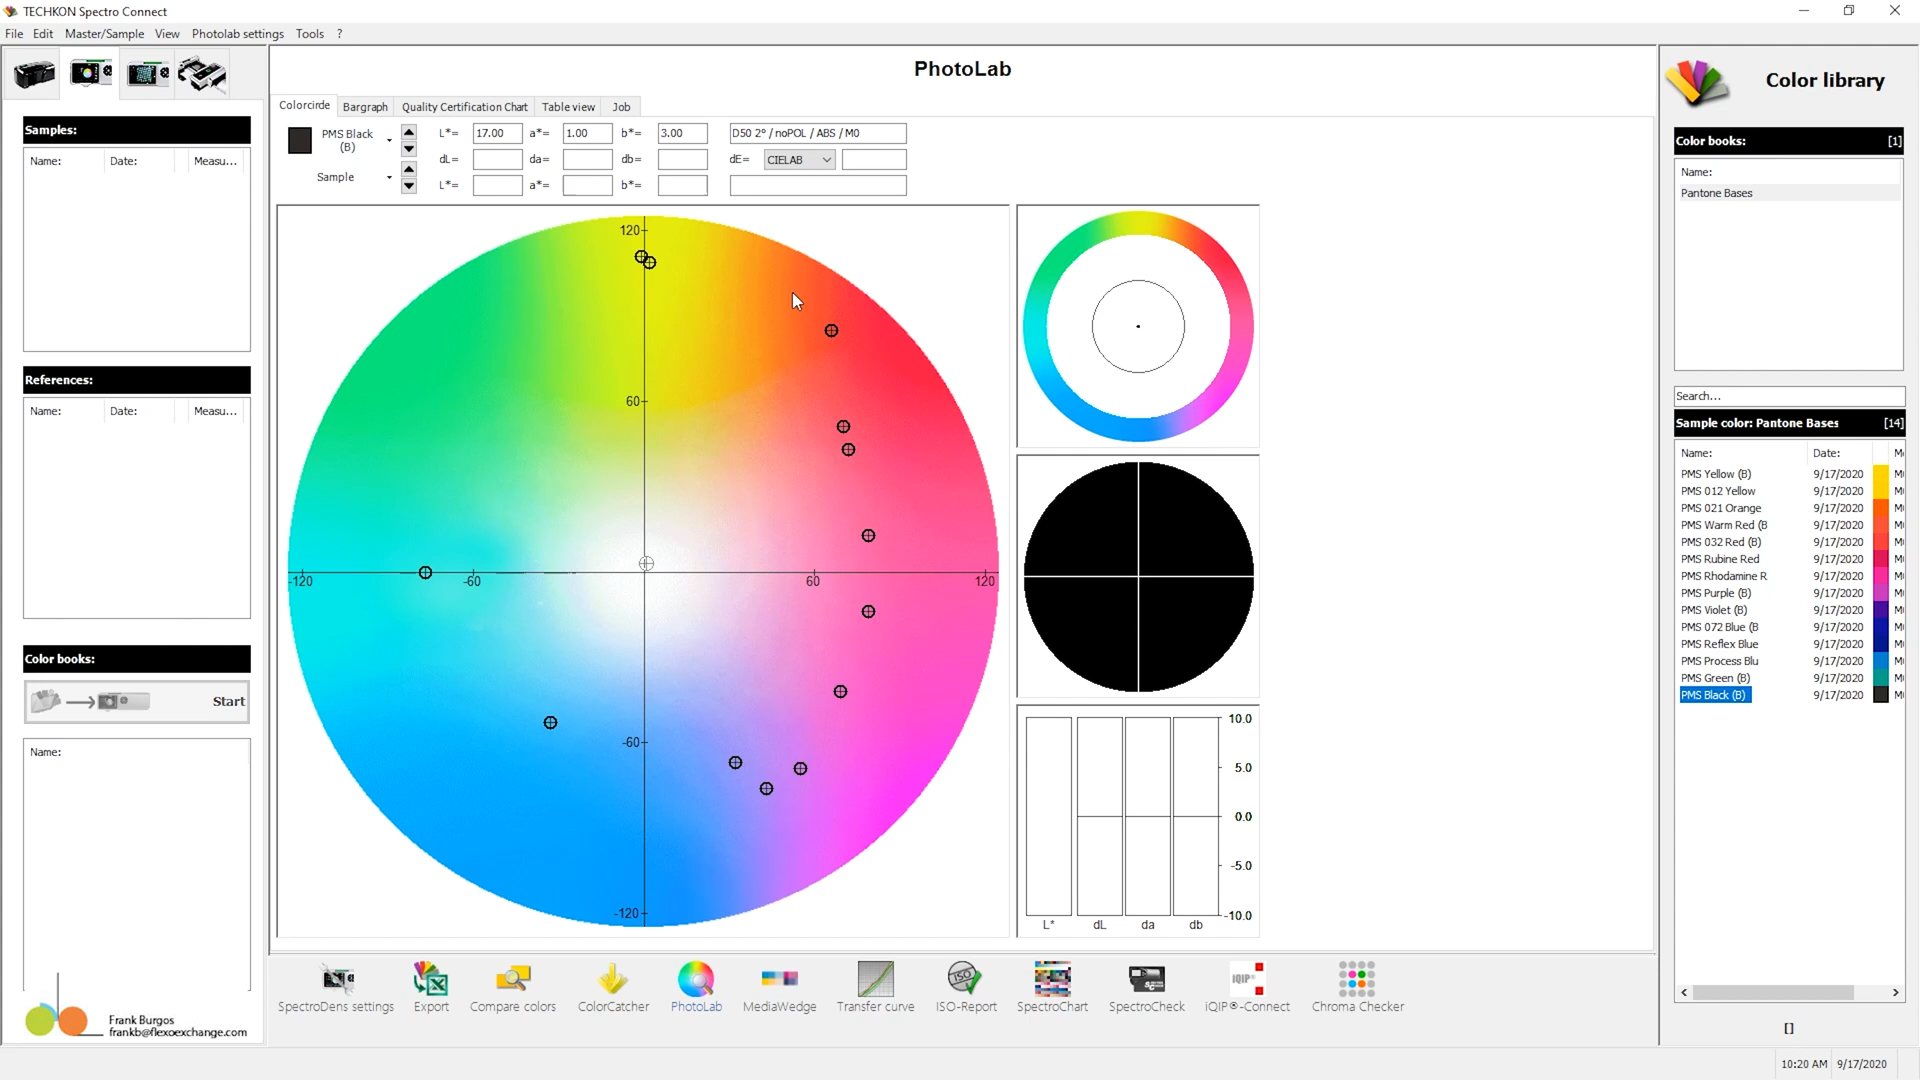 TECHKON Spectro Connect
File Edit Master/Sample View Photolab settings Tools ?
PhotoLab
Color library
Colorcircle Bargraph Quality Certification Chart Table view Job
PMS Black (B) L*= 17.00 a*= 1.00 b*= 3.00 D50 2° / noPOL / ABS / M0
dL= da= db= dE= CIELAB
Sample L*= a*= b*=
Samples:
Name: Date: Measu...
References:
Name: Date: Measu...
Color books:
Start
Name:
Frank Burgos
frankb@flexoexchange.com
120
60
-120 -60 60 120
-60
-120
10.0
5.0
0.0
-5.0
-10.0
L* dL da db
Color books: [1]
Name:
Pantone Bases
Search...
Sample color: Pantone Bases [14]
Name: Date: M
PMS Yellow (B) 9/17/2020 M
PMS 012 Yellow 9/17/2020 M
PMS 021 Orange 9/17/2020 M
PMS Warm Red (B 9/17/2020 M
PMS 032 Red (B) 9/17/2020 M
PMS Rubine Red 9/17/2020 M
PMS Rhodamine R 9/17/2020 M
PMS Purple (B) 9/17/2020 M
PMS Violet (B) 9/17/2020 M
PMS 072 Blue (B 9/17/2020 M
PMS Reflex Blue 9/17/2020 M
PMS Process Blu 9/17/2020 M
PMS Green (B) 9/17/2020 M
PMS Black (B) 9/17/2020 M
[]
SpectroDens settings Export Compare colors ColorCatcher PhotoLab MediaWedge Transfer curve ISO-Report SpectroChart SpectroCheck iQIP®-Connect Chroma Checker
10:20 AM 9/17/2020